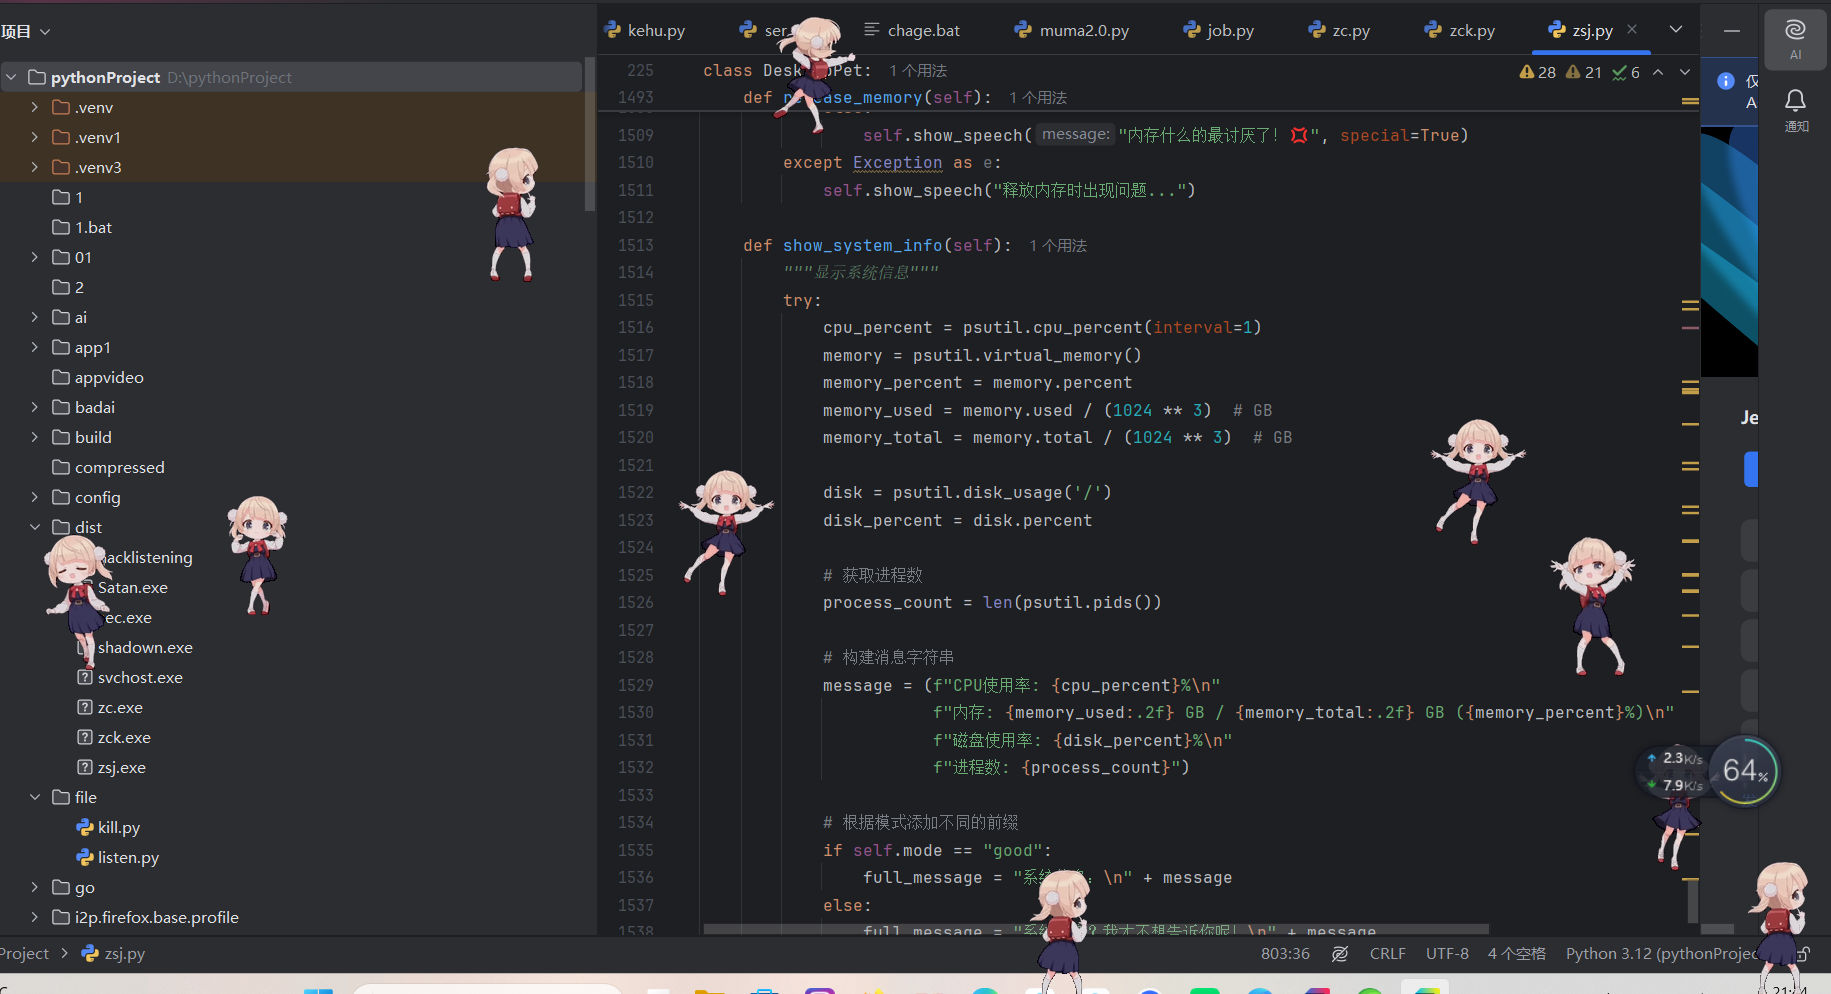 项目
pythonProject D:\pythonProject
.venv
.venv1
.venv3
1
1.bat
01
2
ai
app1
appvideo
badai
build
compressed
config
dist
acklistening
Satan.exe
ec.exe
shadown.exe
svchost.exe
zc.exe
zck.exe
zsj.exe
file
kill.py
listen.py
go
i2p.firefox.base.profile
kehu.py
ser
chage.bat
muma2.0.py
job.py
zc.py
zck.py
zsj.py
28 21 6
225 class Desk Pet: 1 个用法
1493 def re ase_memory(self): 1 个用法
1509 self.show_speech( message: "内存什么的最讨厌了! 💢", special=True)
1510 except Exception as e:
1511 self.show_speech("释放内存时出现问题...")
1512
1513 def show_system_info(self): 1 个用法
1514 """显示系统信息"""
1515 try:
1516 cpu_percent = psutil.cpu_percent(interval=1)
1517 memory = psutil.virtual_memory()
1518 memory_percent = memory.percent
1519 memory_used = memory.used / (1024 ** 3) # GB
1520 memory_total = memory.total / (1024 ** 3) # GB
1521
1522 disk = psutil.disk_usage('/')
1523 disk_percent = disk.percent
1524
1525 # 获取进程数
1526 process_count = len(psutil.pids())
1527
1528 # 构建消息字符串
1529 message = (f"CPU使用率: {cpu_percent}%\n"
1530 f"内存: {memory_used:.2f} GB / {memory_total:.2f} GB ({memory_percent}%)\n"
1531 f"磁盘使用率: {disk_percent}%\n"
1532 f"进程数: {process_count}")
1533
1534 # 根据模式添加不同的前缀
1535 if self.mode == "good":
1536 full_message = "系 : \n" + message
1537 else:
1538 full_message = "系 ？我才不想告诉你呢! \n" + message
AI
通知
仅
A
Je
2.3K/s
7.9K/s
64%
Project > zsj.py
803:36 CRLF UTF-8 4 个空格 Python 3.12 (pythonProjec